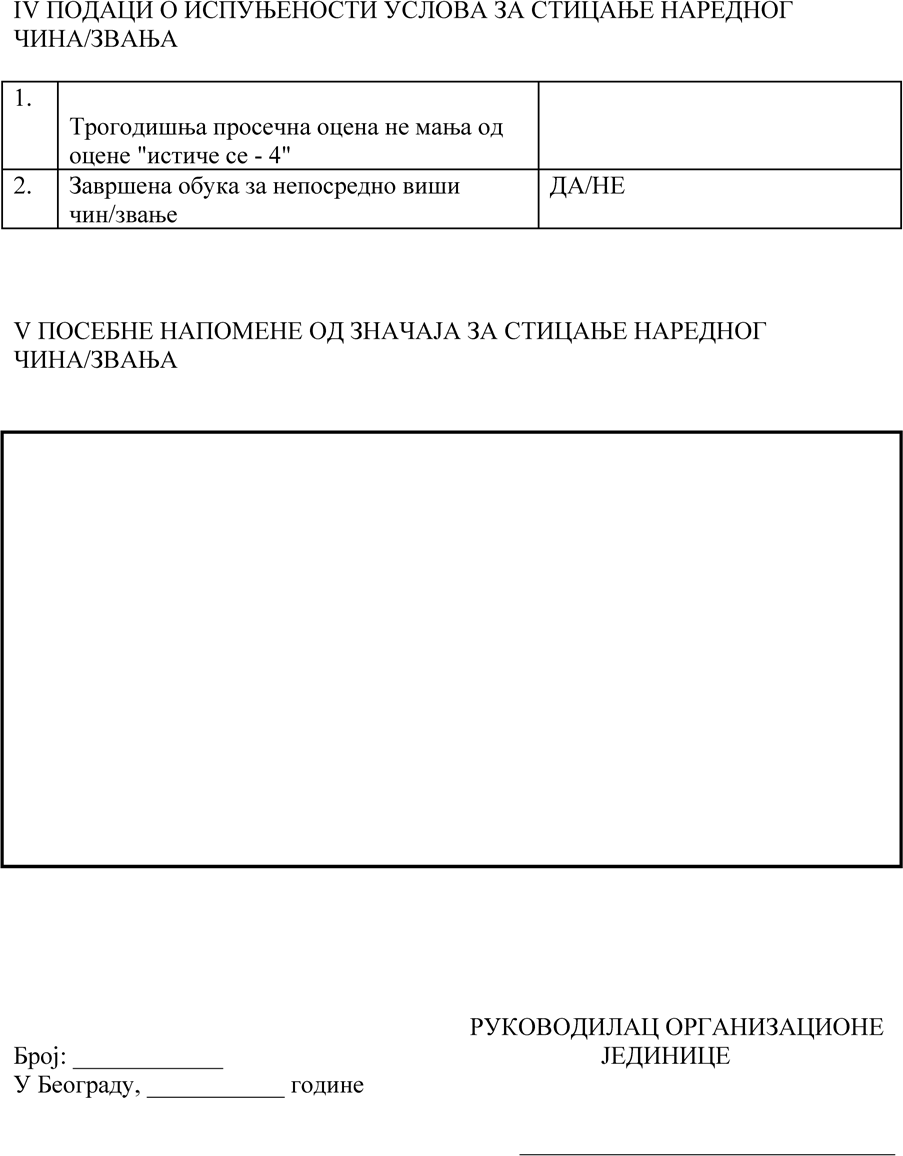 IV ПОДАЦИ О ИСПУЊЕНОСТИ УСЛОВА ЗА СТИЦАЊЕ НАРЕДНОГ
ЧИНА/ЗВАЊА
1.
Трогодишња просечна оцена не мања од
оцене "истиче се - 4"
2. Завршена обука за непосредно виши ДА/НЕ
чин/звање
V ПОСЕБНЕ НАПОМЕНЕ ОД ЗНАЧАЈА ЗА СТИЦАЊЕ НАРЕДНОГ
ЧИНА/ЗВАЊА
РУКОВОДИЛАЦ ОРГАНИЗАЦИОНЕ
Број: ____________ ЈЕДИНИЦЕ
У Београду, ___________ године
______________________________